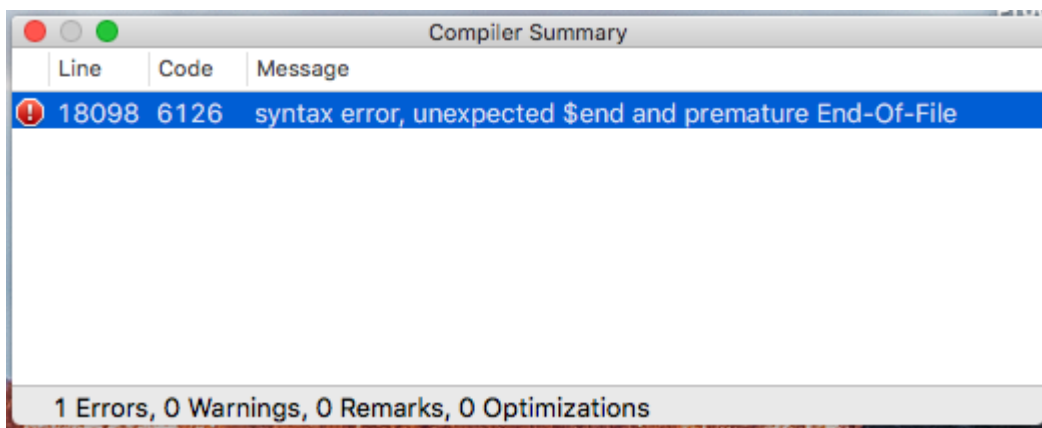 Compiler Summary
Line Code Message
18098 6126 syntax error, unexpected $end and premature End-Of-File
1 Errors, 0 Warnings, 0 Remarks, 0 Optimizations